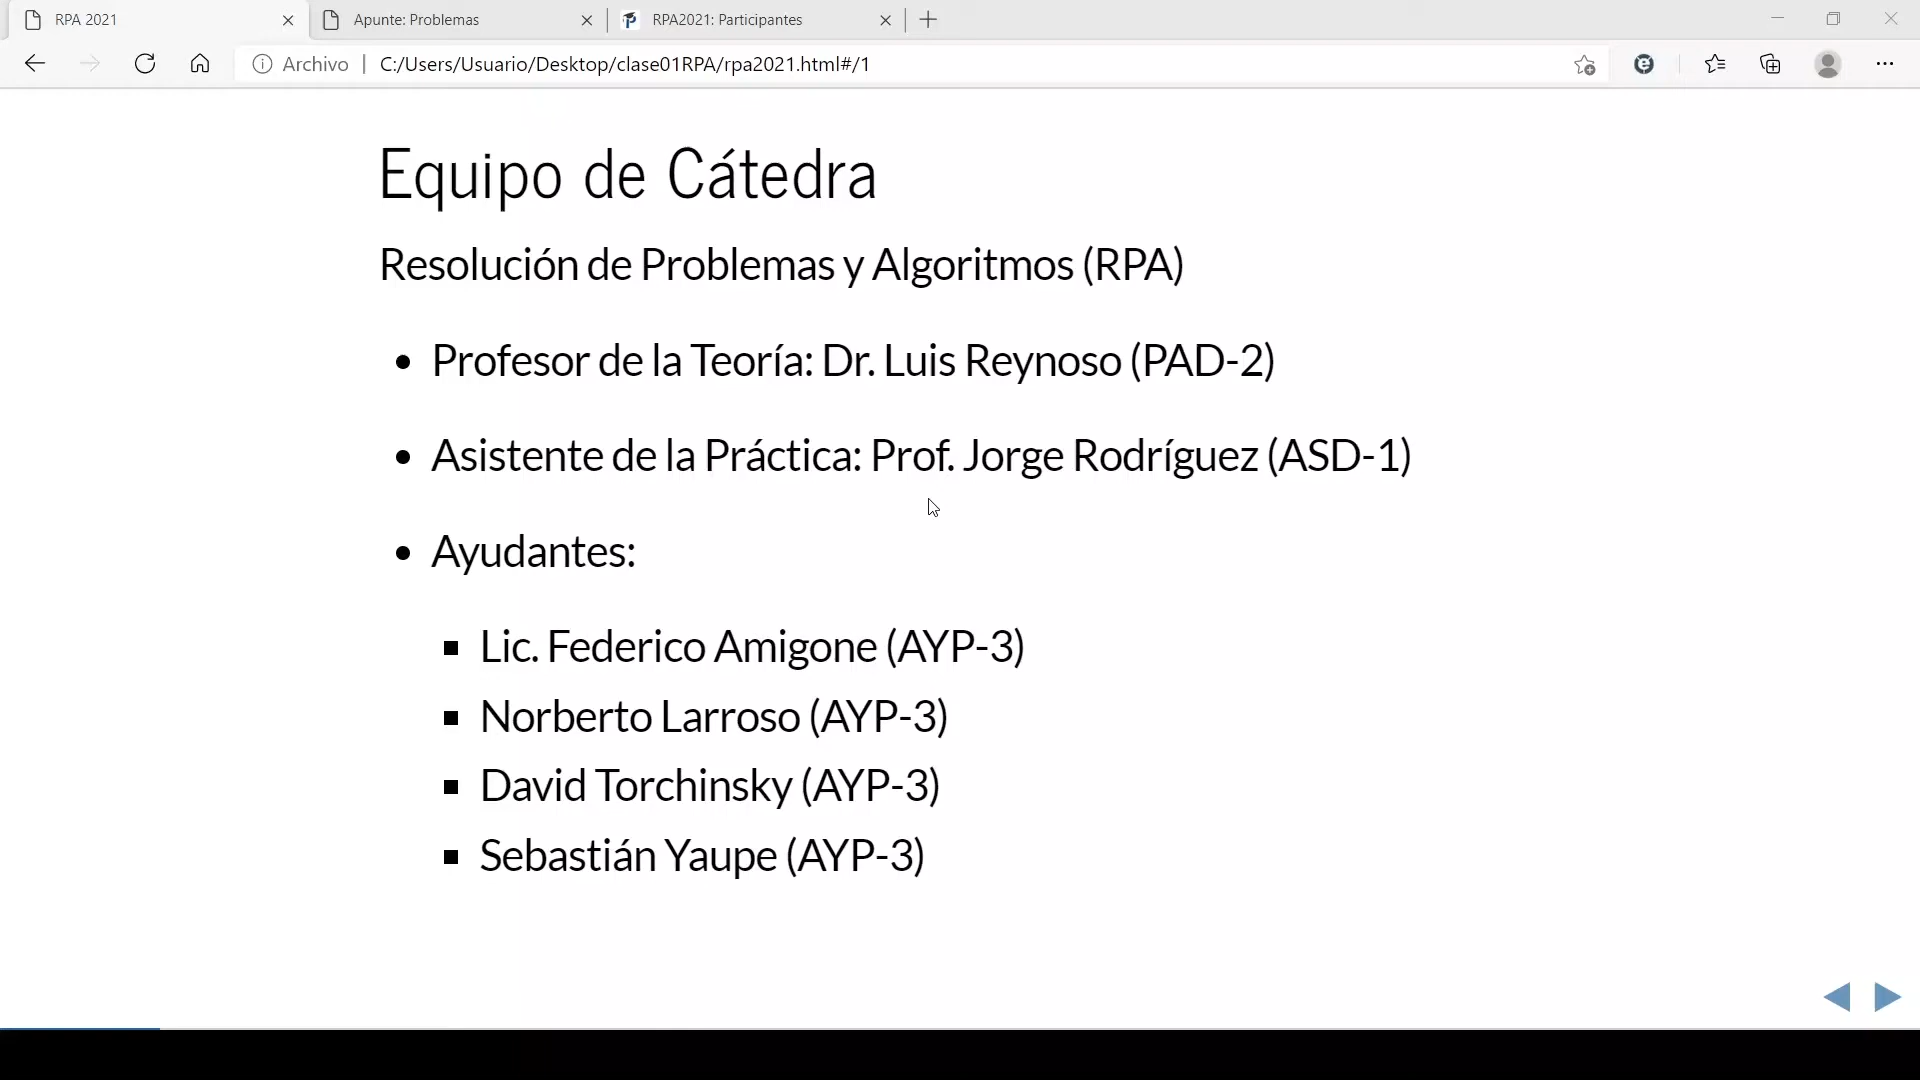 RPA 2021
Apunte: Problemas
RPA2021: Participantes
Archivo | C:/Users/Usuario/Desktop/clase01RPA/rpa2021.html#/1
Equipo de Cátedra
Resolución de Problemas y Algoritmos (RPA)
• Profesor de la Teoría: Dr. Luis Reynoso (PAD-2)
• Asistente de la Práctica: Prof. Jorge Rodríguez (ASD-1)
• Ayudantes:
▪ Lic. Federico Amigone (AYP-3)
▪ Norberto Larroso (AYP-3)
▪ David Torchinsky (AYP-3)
▪ Sebastián Yaupe (AYP-3)